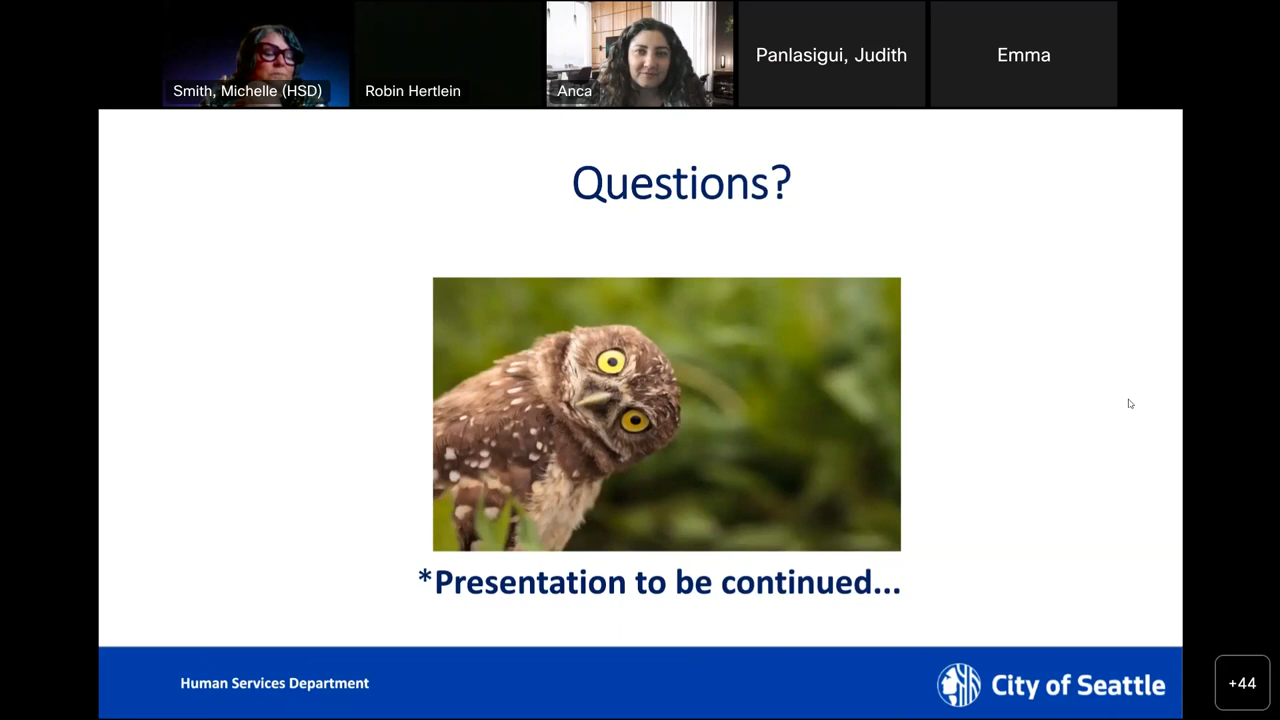 Smith, Michelle (HSD)
Robin Hertlein
Anca
Panlasigui, Judith
Emma
Questions?
*Presentation to be continued...
Human Services Department
City of Seattle
+44